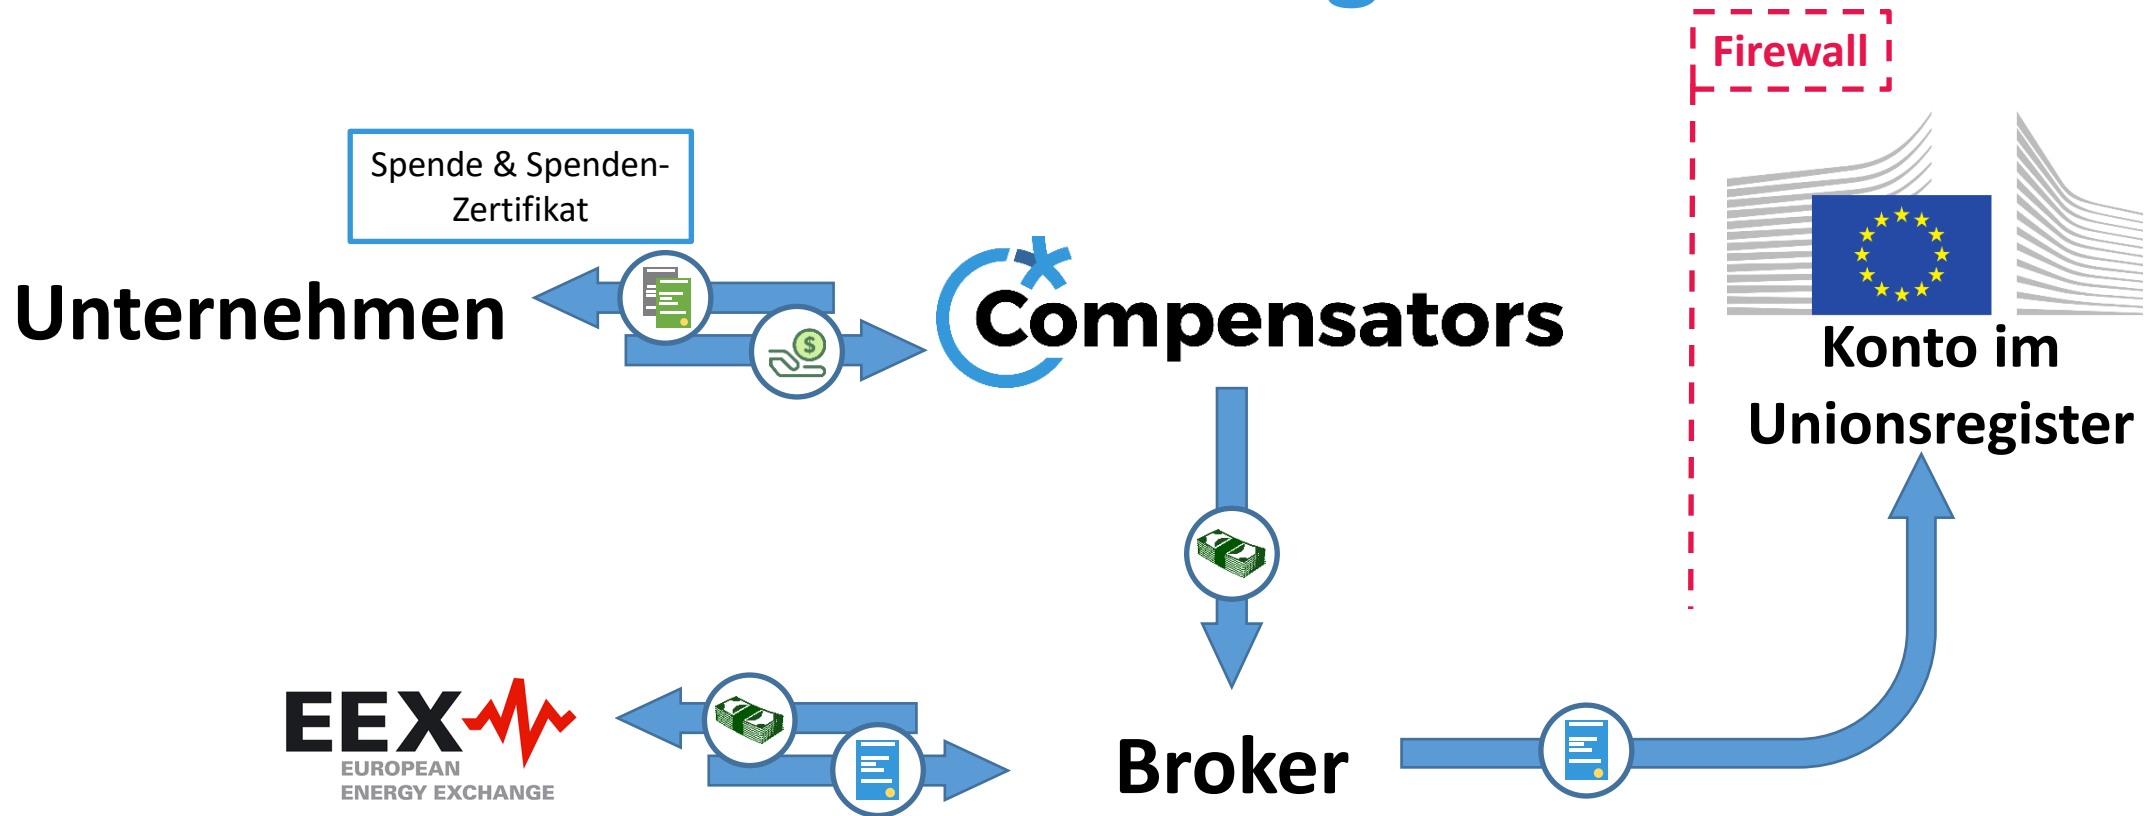 Firewall
Spende & Spenden-
Zertifikat
Unternehmen
Compensators
Konto im
Unionsregister
EEX
EUROPEAN
ENERGY EXCHANGE
Broker